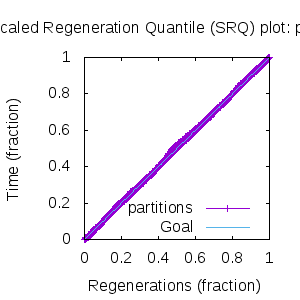 caled Regeneration Quantile (SRQ) plot: p
1
0.8
0.6
0.4
0.2
0
Time (fraction)
partitions
Goal
0 0.2 0.4 0.6 0.8 1
Regenerations (fraction)